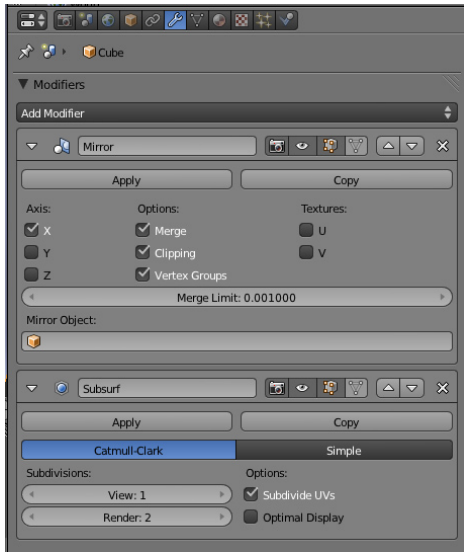 Cube
Modifiers
Add Modifier
Mirror
Apply Copy
Axis: Options: Textures:
X Merge U
Y Clipping V
Z Vertex Groups
Merge Limit: 0.001000
Mirror Object:
Subsurf
Apply Copy
Catmull-Clark Simple
Subdivisions: Options:
View: 1 Subdivide UVs
Render: 2 Optimal Display